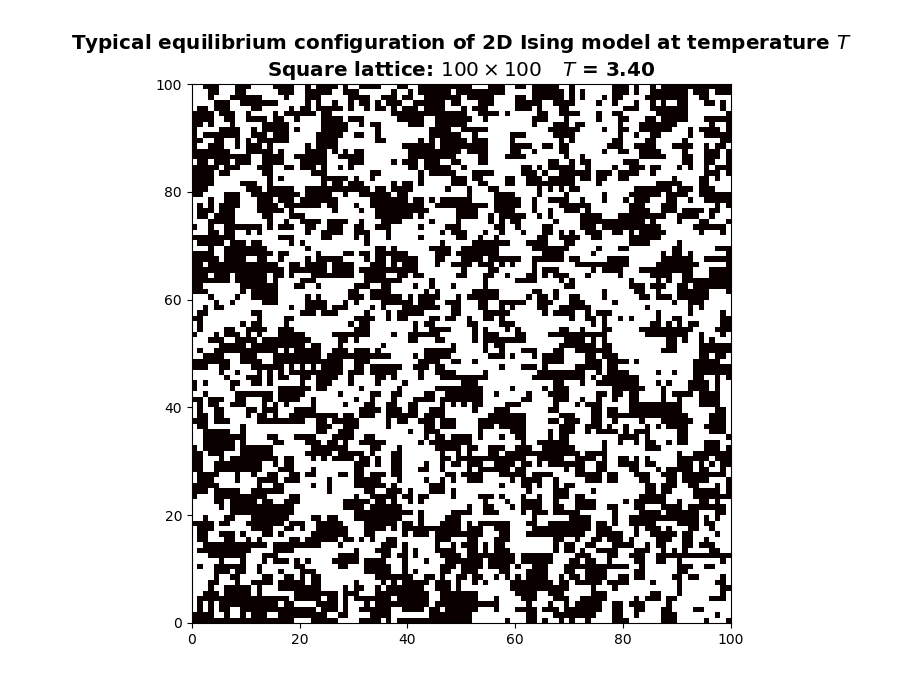 Typical equilibrium configuration of 2D Ising model at temperature T
Square lattice: 100 × 100 T = 3.40
100
80
60
40
20
0
0 20 40 60 80 100